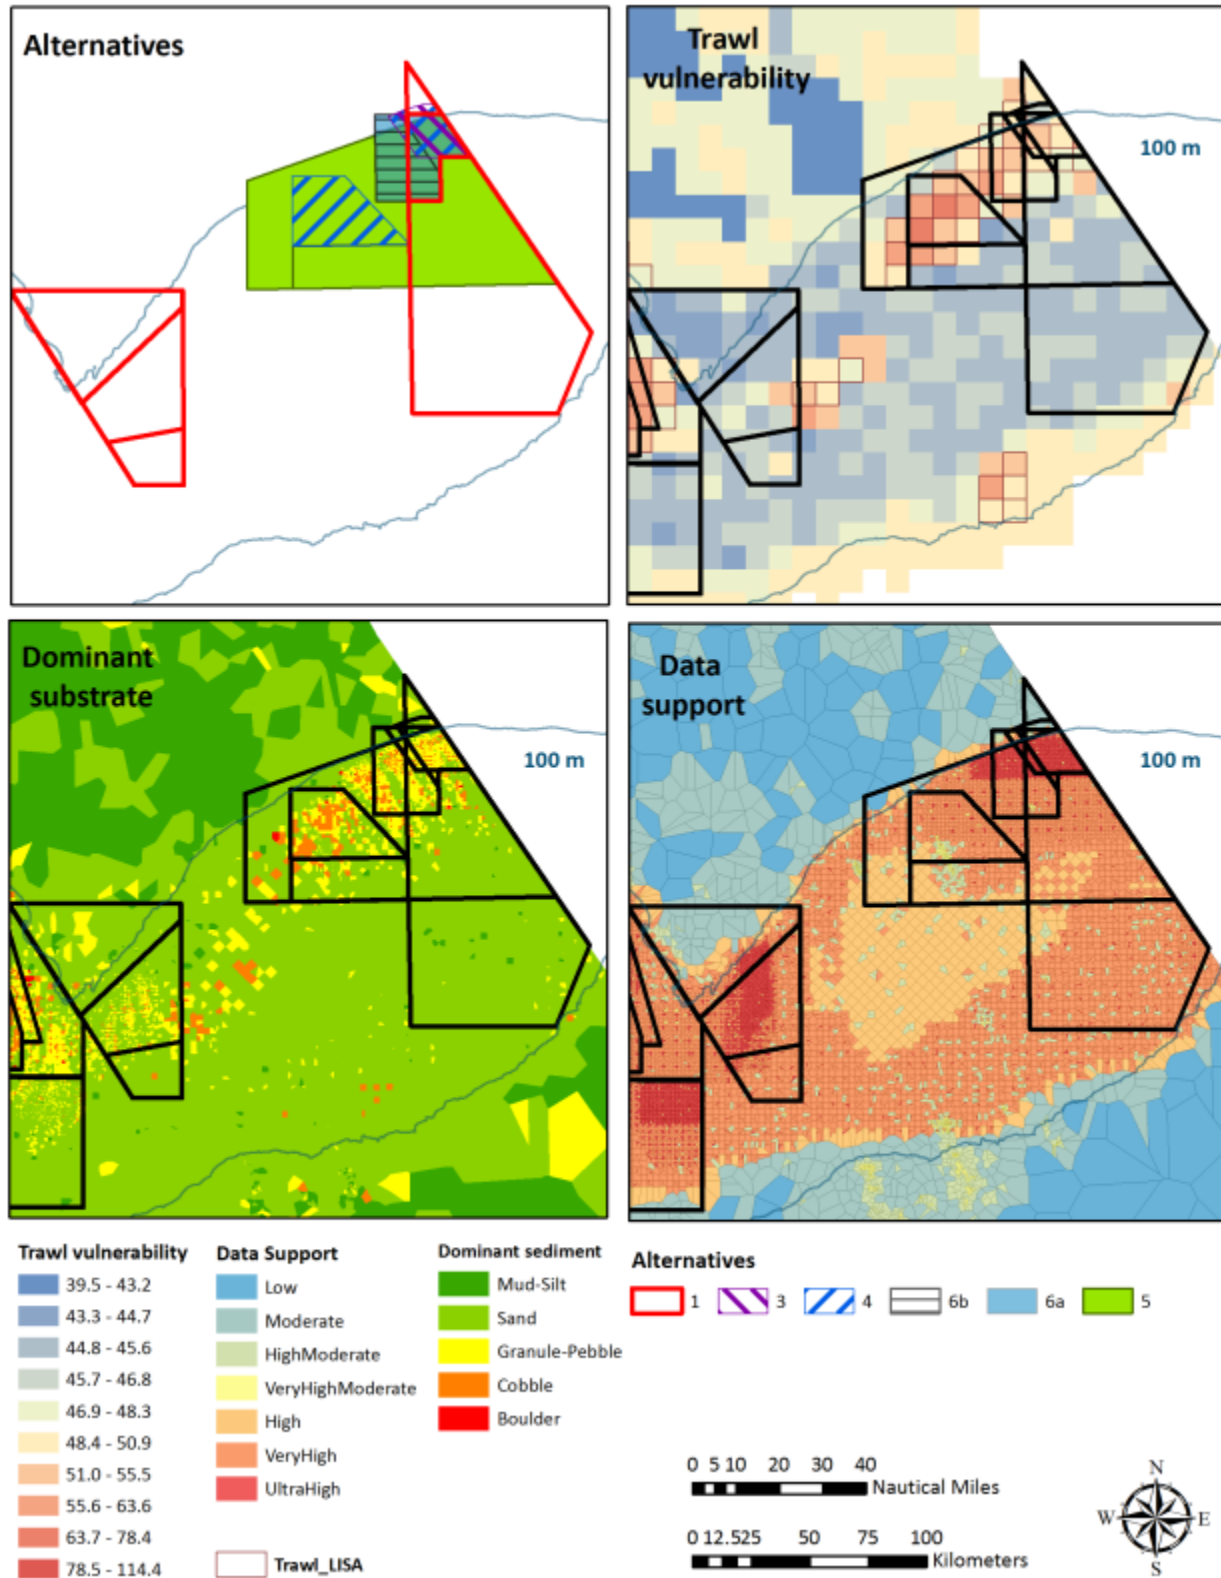 Alternatives
Trawl
vulnerability
100 m
Dominant
substrate
Data
support
100 m
100 m
Trawl vulnerability
39.5 - 43.2
43.3 - 44.7
44.8 - 45.6
45.7 - 46.8
46.9 - 48.3
48.4 - 50.9
51.0 - 55.5
55.6 - 63.6
63.7 - 78.4
78.5 - 114.4
Data Support
Low
Moderate
HighModerate
VeryHighModerate
High
VeryHigh
UltraHigh
Trawl_LISA
Dominant sediment
Mud-Silt
Sand
Granule-Pebble
Cobble
Boulder
Alternatives
1 3 4 6b 6a 5
0 5 10 20 30 40
Nautical Miles
0 12.525 50 75 100
Kilometers
N
W E
S